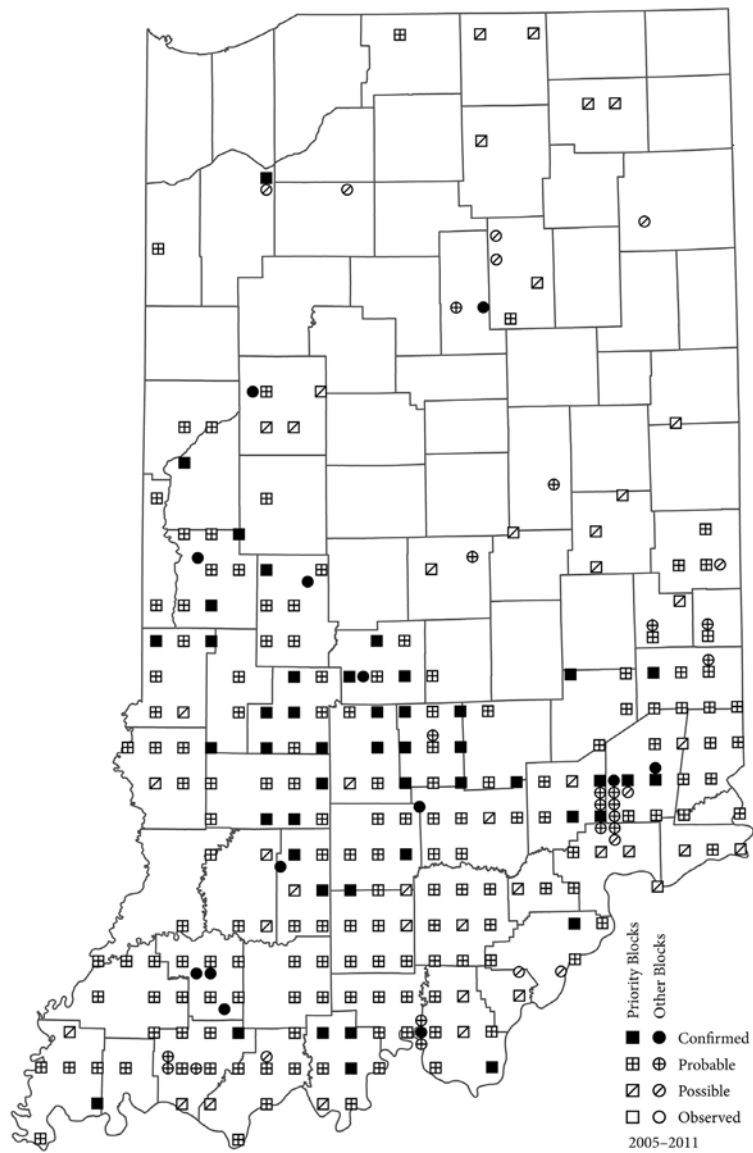 Priority Blocks
Other Blocks
Confirmed
Probable
Possible
Observed
2005–2011